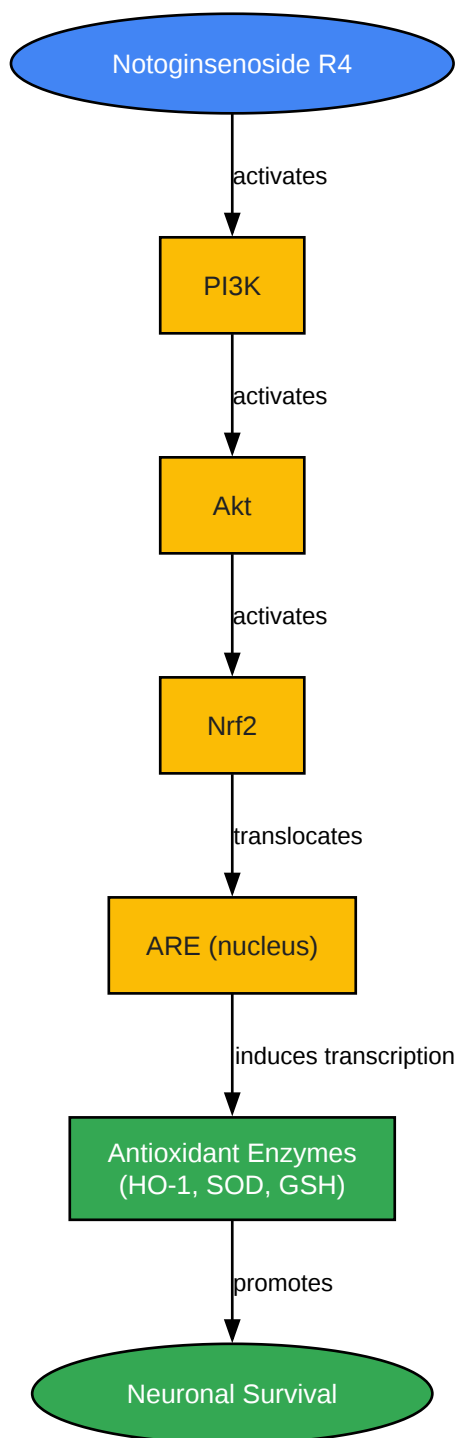 Notoginsenoside R4
activates
PI3K
activates
Akt
activates
Nrf2
translocates
ARE (nucleus)
induces transcription
Antioxidant Enzymes
(HO-1, SOD, GSH)
promotes
Neuronal Survival